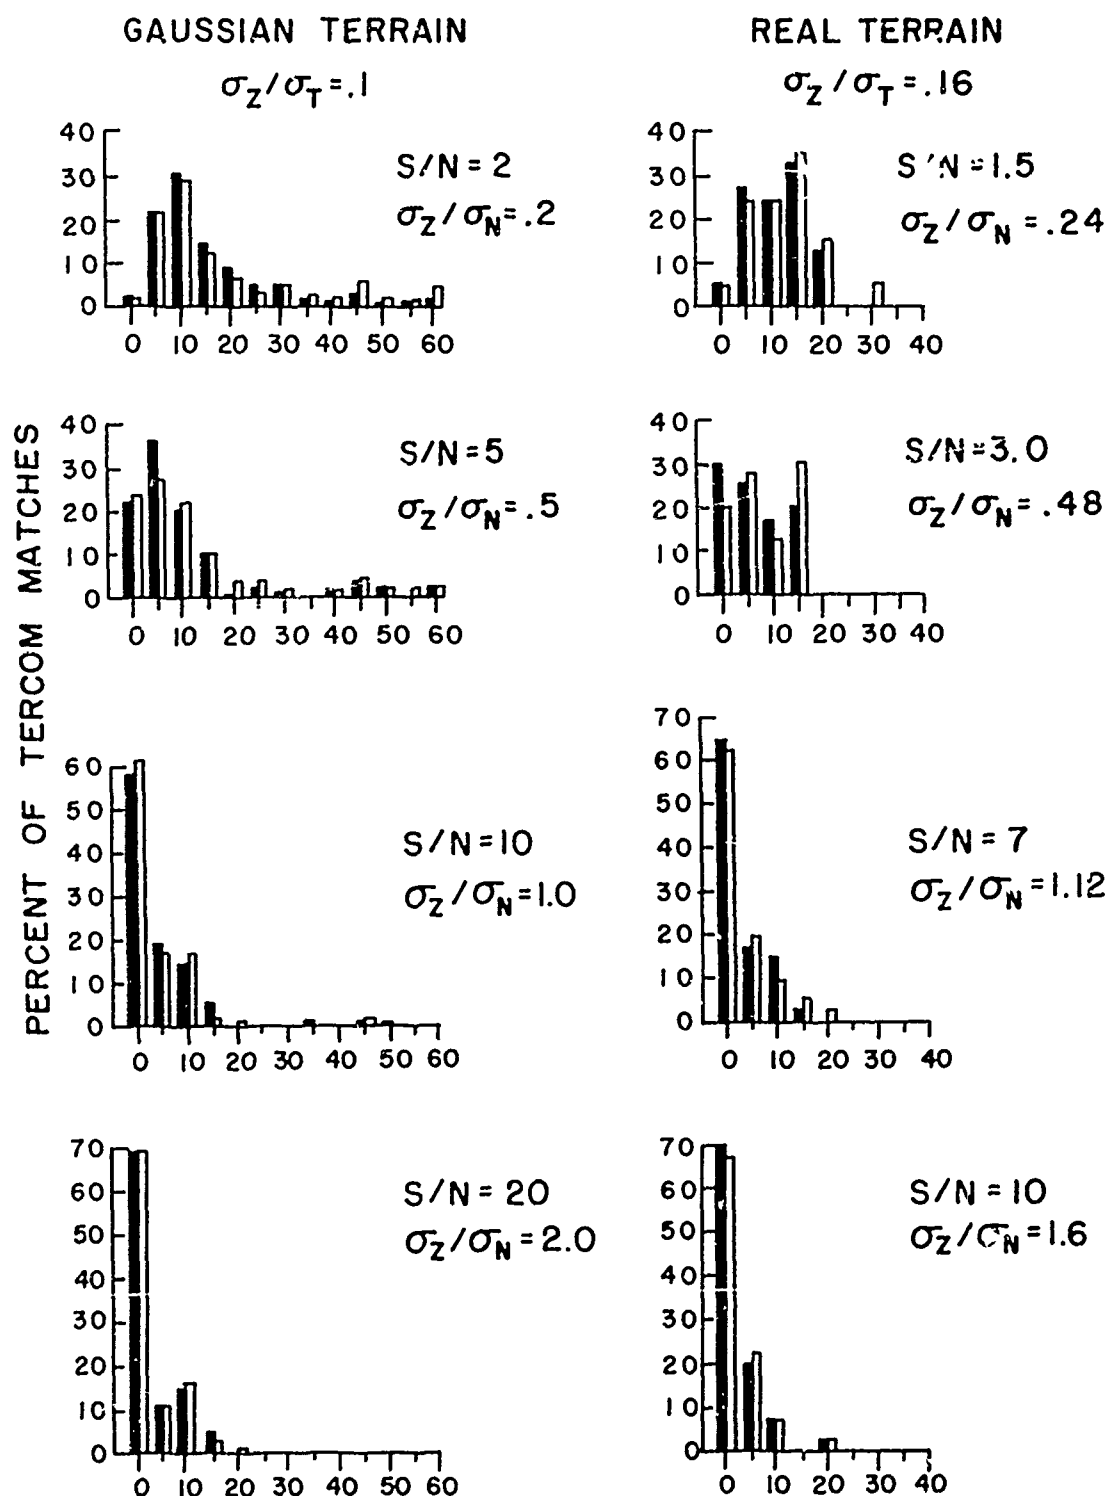 GAUSSIAN TERRAIN
σZ/σT=.1
REAL TERRAIN
σZ/σT=.16
PERCENT OF TERCOM MATCHES
40
30
20
10
0
0 10 20 30 40 50 60
S/N=2
σZ/σN=.2
40
30
20
10
0
0 10 20 30 40
S/N=1.5
σZ/σN=.24
40
30
20
10
0
0 10 20 30 40 50 60
S/N=5
σZ/σN=.5
40
30
20
10
0
0 10 20 30 40
S/N=3.0
σZ/σN=.48
60
50
40
30
20
10
0
0 10 20 30 40 50 60
S/N=10
σZ/σN=1.0
70
60
50
40
30
20
10
0
0 10 20 30 40
S/N=7
σZ/σN=1.12
70
60
50
40
30
20
10
0
0 10 20 30 40 50 60
S/N=20
σZ/σN=2.0
70
60
50
40
30
20
10
0
0 10 20 30 40
S/N=10
σZ/σN=1.6